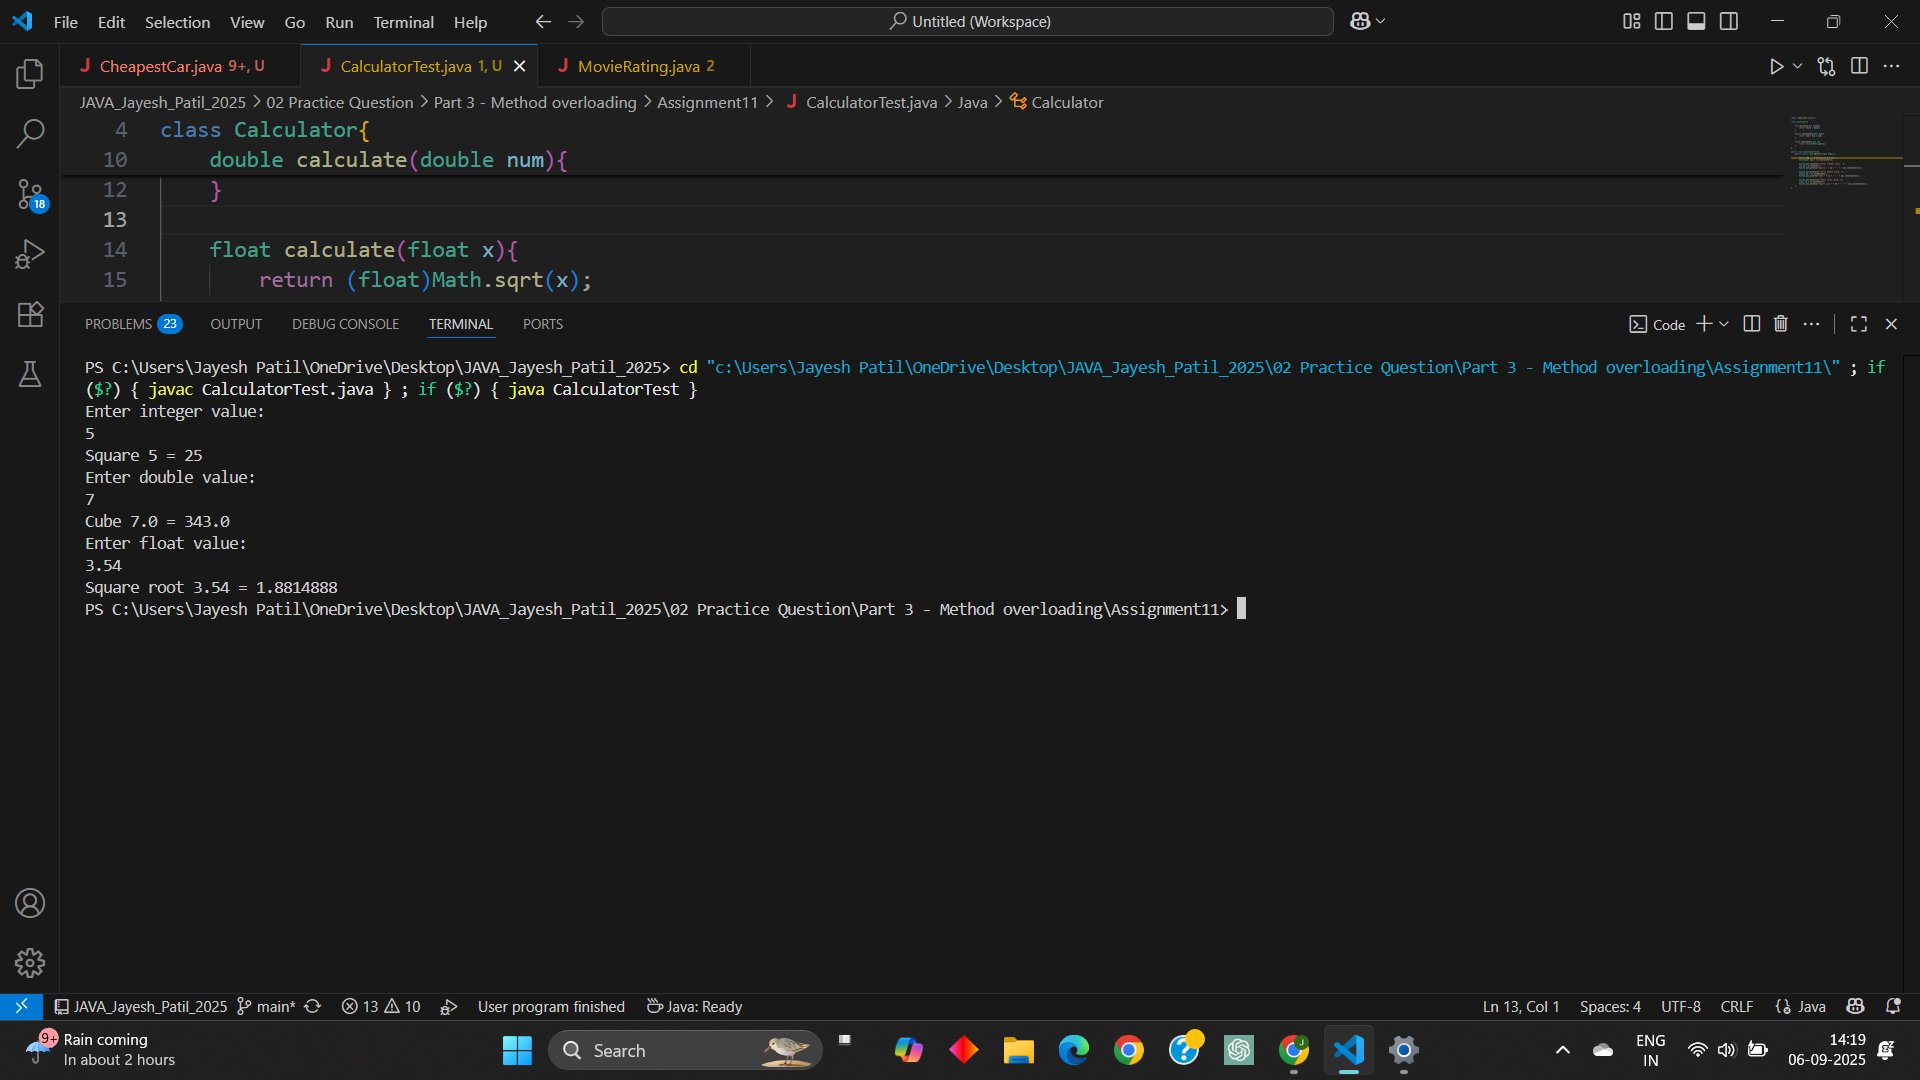 File Edit Selection View Go Run Terminal Help Untitled (Workspace)
CheapestCar.java 9+, U CalculatorTest.java 1, U MovieRating.java 2
JAVA_Jayesh_Patil_2025 > 02 Practice Question > Part 3 - Method overloading > Assignment11 > CalculatorTest.java > Java > Calculator
4 class Calculator{
10 double calculate(double num){
12 }
13
14 float calculate(float x){
15 return (float)Math.sqrt(x);
18
PROBLEMS 23 OUTPUT DEBUG CONSOLE TERMINAL PORTS Code
PS C:\Users\Jayesh Patil\OneDrive\Desktop\JAVA_Jayesh_Patil_2025> cd "c:\Users\Jayesh Patil\OneDrive\Desktop\JAVA_Jayesh_Patil_2025\02 Practice Question\Part 3 - Method overloading\Assignment11\" ; if
($?) { javac CalculatorTest.java } ; if ($?) { java CalculatorTest }
Enter integer value:
5
Square 5 = 25
Enter double value:
7
Cube 7.0 = 343.0
Enter float value:
3.54
Square root 3.54 = 1.8814888
PS C:\Users\Jayesh Patil\OneDrive\Desktop\JAVA_Jayesh_Patil_2025\02 Practice Question\Part 3 - Method overloading\Assignment11>
JAVA_Jayesh_Patil_2025 main* 13 10 User program finished Java: Ready Ln 13, Col 1 Spaces: 4 UTF-8 CRLF Java
9+ Rain coming
In about 2 hours
Search
ENG
IN
14:19
06-09-2025